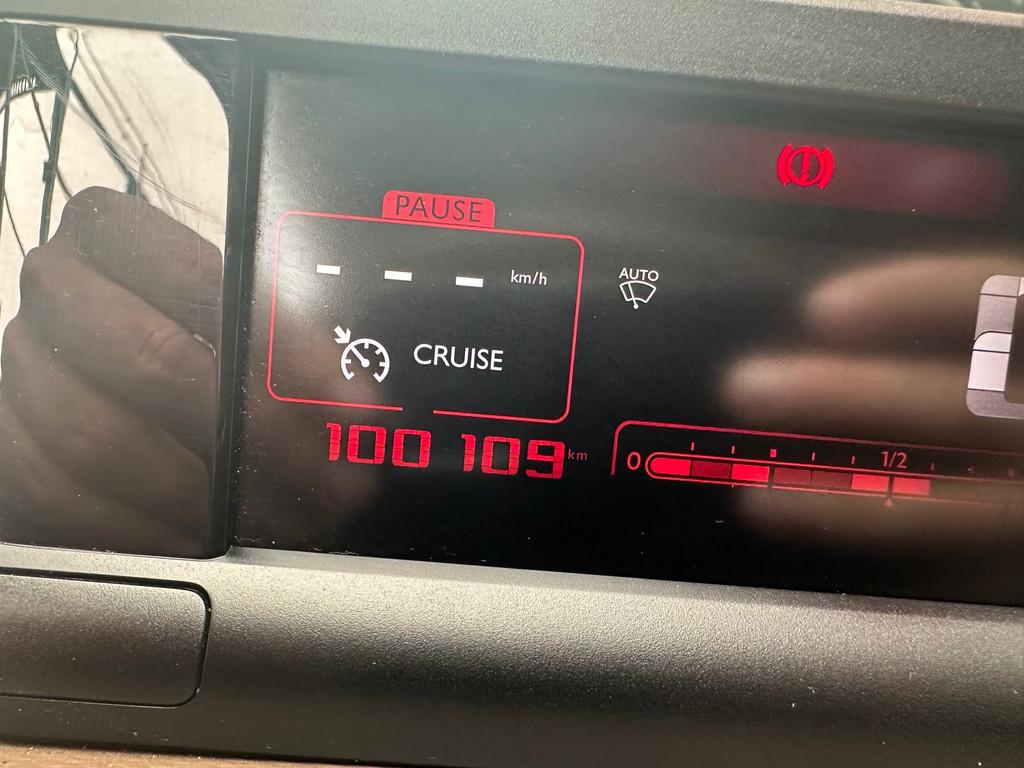 PAUSE
- - - km/h
AUTO
CRUISE
100 109 km
0 1/2